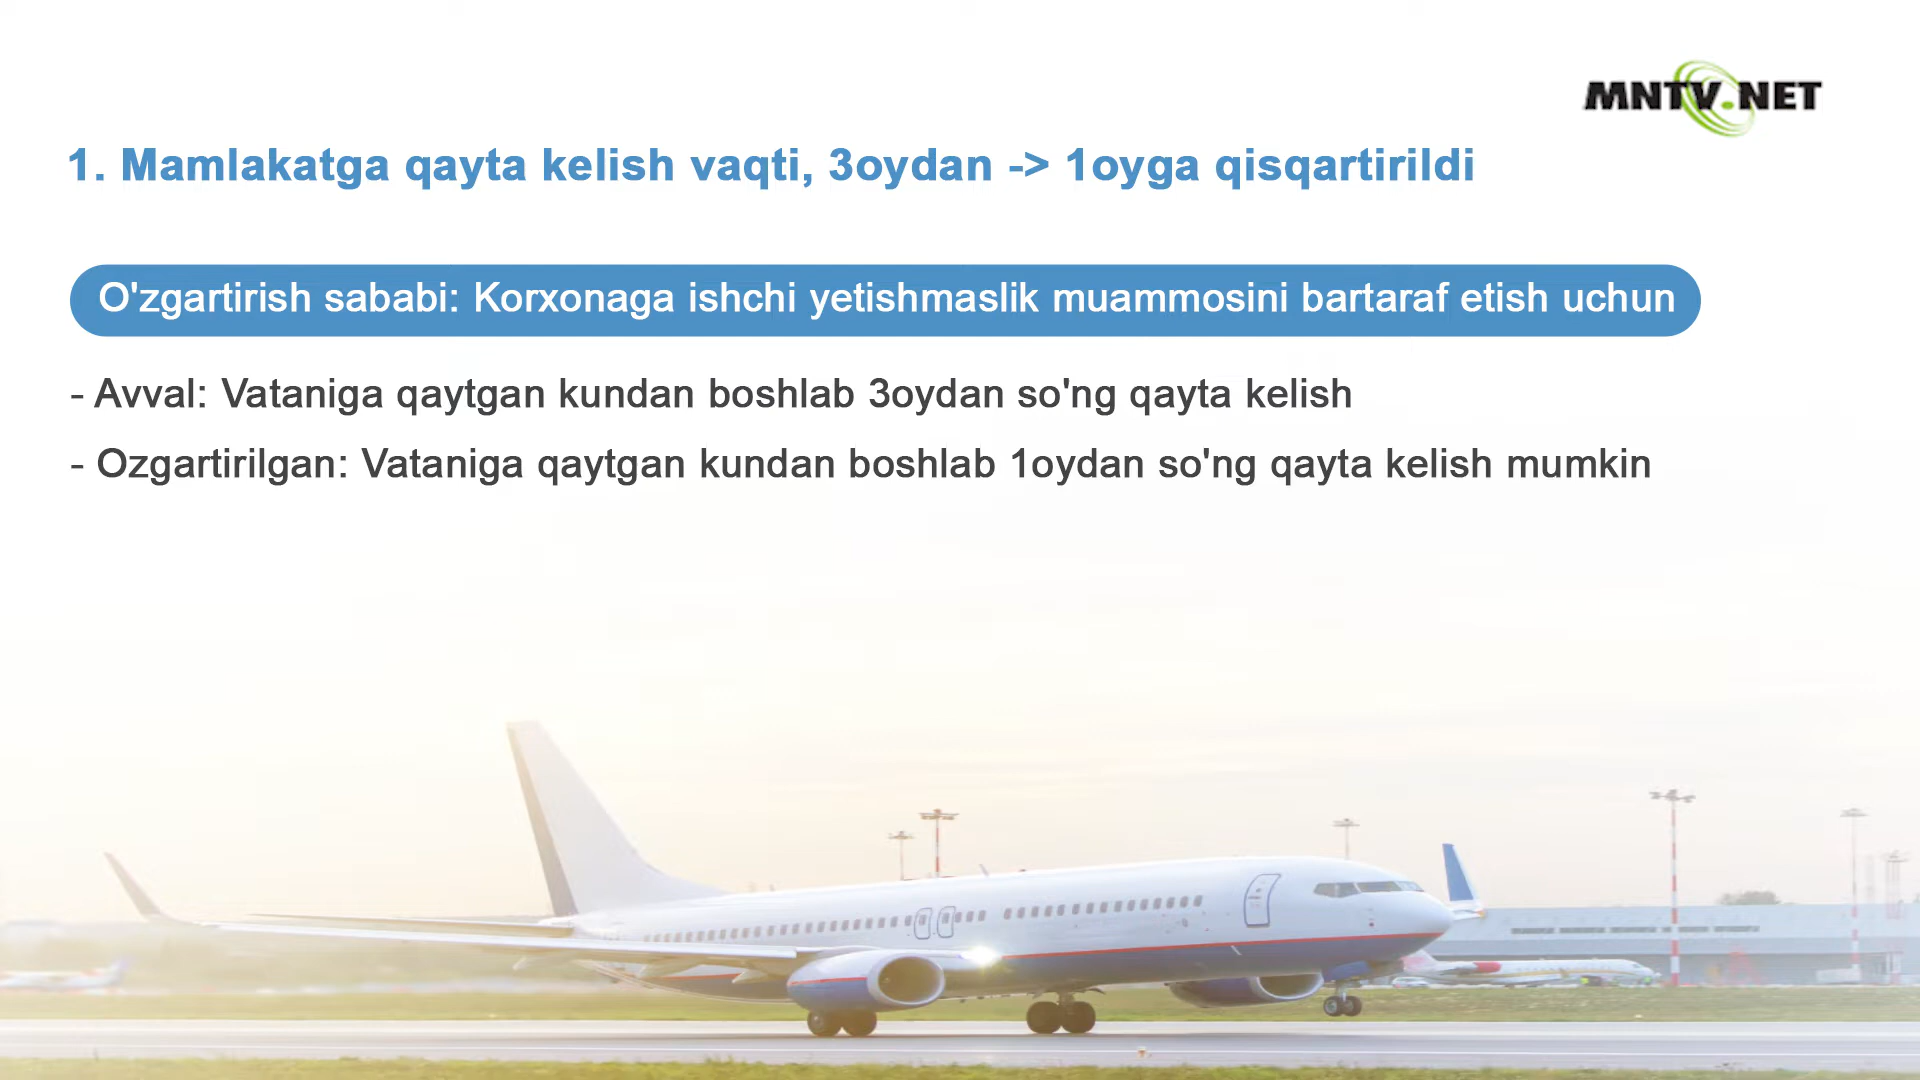 MNTV.NET
1. Mamlakatga qayta kelish vaqti, 3oydan -> 1oyga qisqartirildi
O'zgartirish sababi: Korxonaga ishchi yetishmaslik muammosini bartaraf etish uchun
- Avval: Vataniga qaytgan kundan boshlab 3oydan so'ng qayta kelish
- Ozgartirilgan: Vataniga qaytgan kundan boshlab 1oydan so'ng qayta kelish mumkin